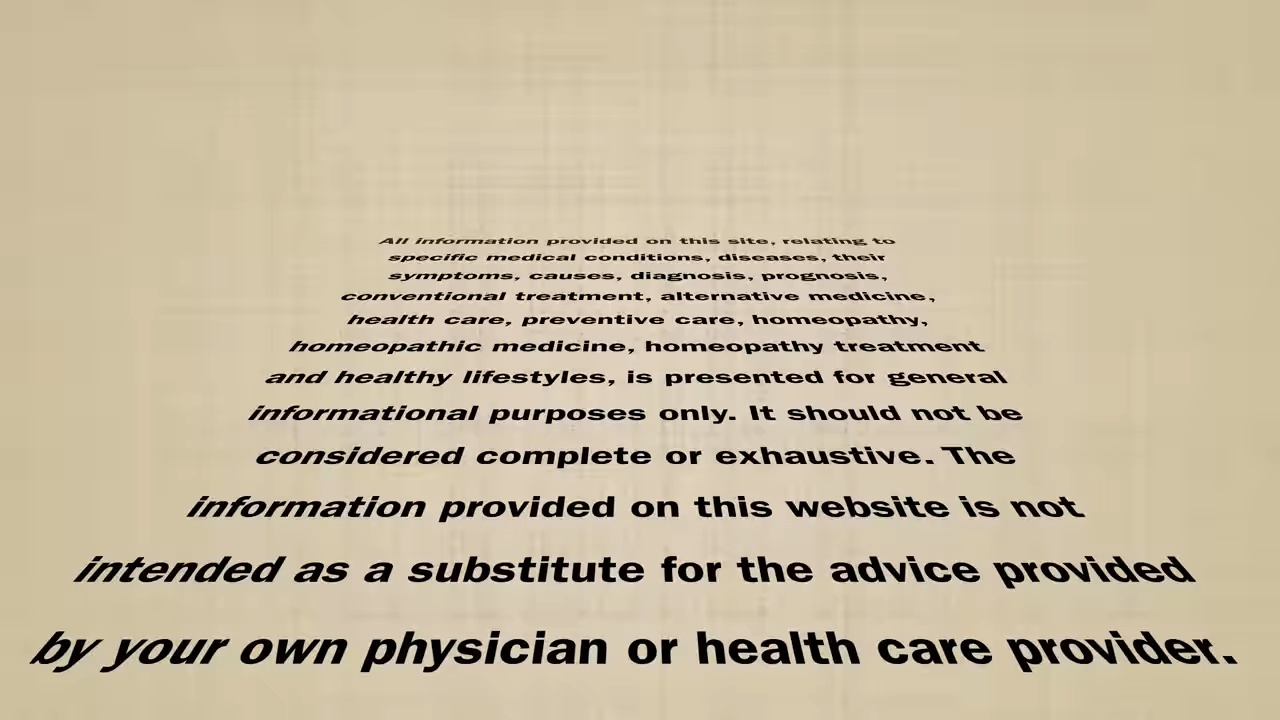 All information provided on this site, relating to
specific medical conditions, diseases, their
symptoms, causes, diagnosis, prognosis,
conventional treatment, alternative medicine,
health care, preventive care, homeopathy,
homeopathic medicine, homeopathy treatment
and healthy lifestyles, is presented for general
informational purposes only. It should not be
considered complete or exhaustive. The
information provided on this website is not
intended as a substitute for the advice provided
by your own physician or health care provider.